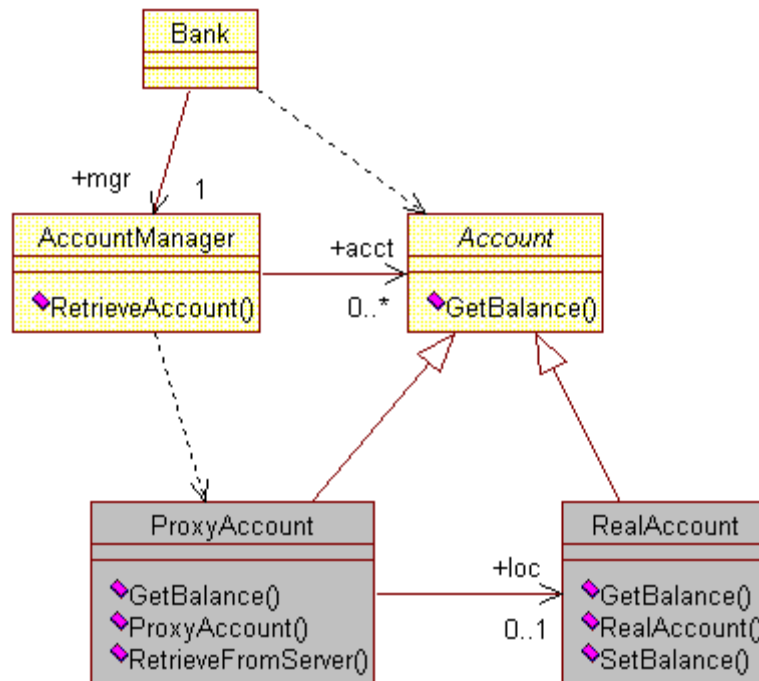 Bank
+mgr
1
AccountManager
RetrieveAccount()
+acct
0..*
Account
GetBalance()
ProxyAccount
GetBalance()
ProxyAccount()
RetrieveFromServer()
+loc
0..1
RealAccount
GetBalance()
RealAccount()
SetBalance()